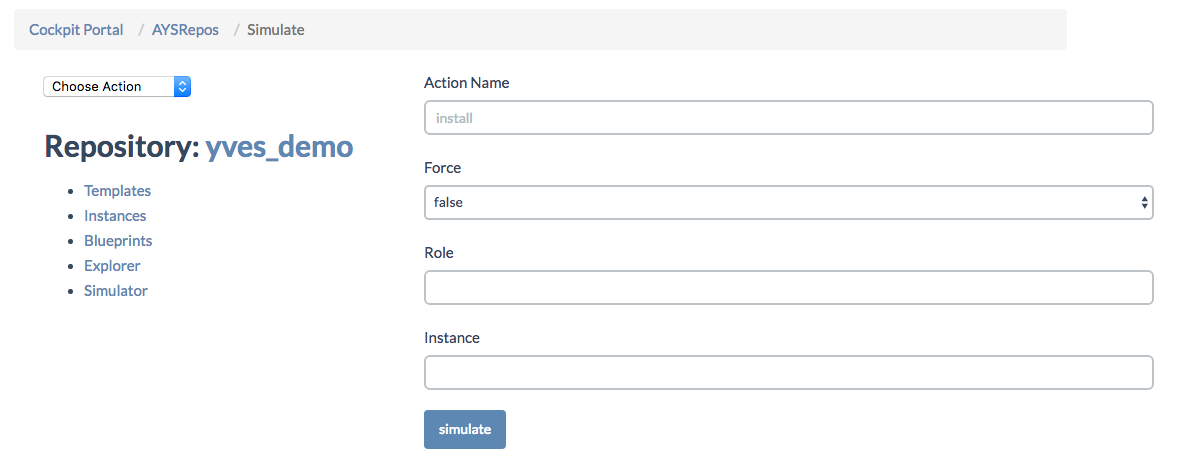 Cockpit Portal / AYSRepos / Simulate
Choose Action
Repository: yves_demo
Templates
Instances
Blueprints
Explorer
Simulator
Action Name
install
Force
false
Role
Instance
simulate